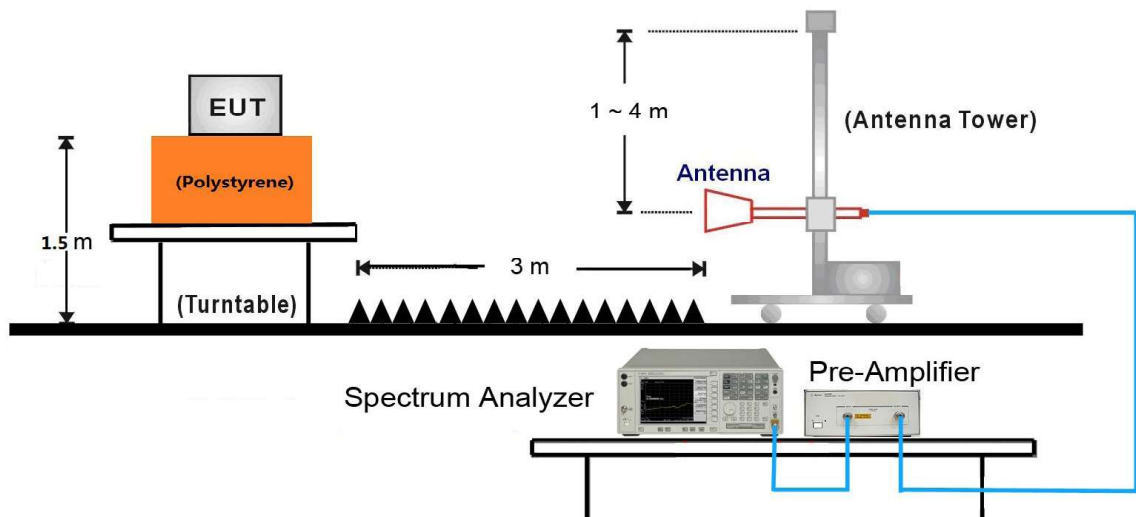 EUT
(Polystyrene)
1.5 m
(Turntable)
3 m
1 ~ 4 m
Antenna
(Antenna Tower)
Spectrum Analyzer
Pre-Amplifier